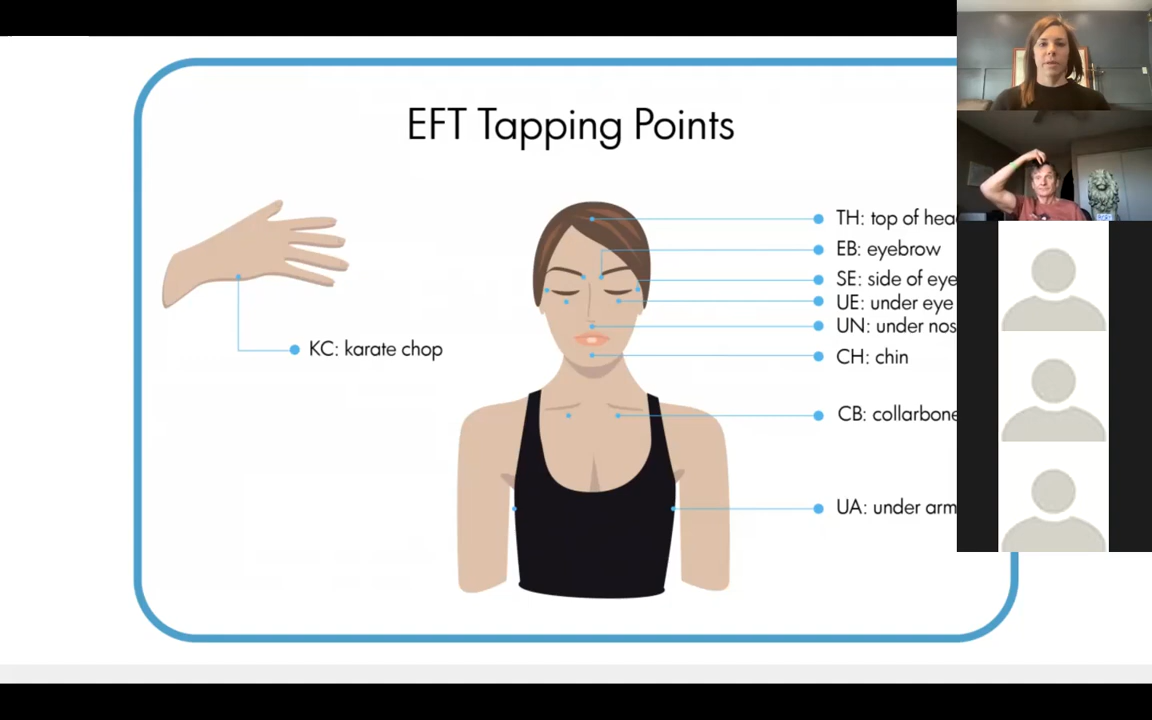 EFT Tapping Points
TH: top of hea
EB: eyebrow
SE: side of eye
UE: under eye
UN: under nos
KC: karate chop
CH: chin
CB: collarbone
UA: under arm